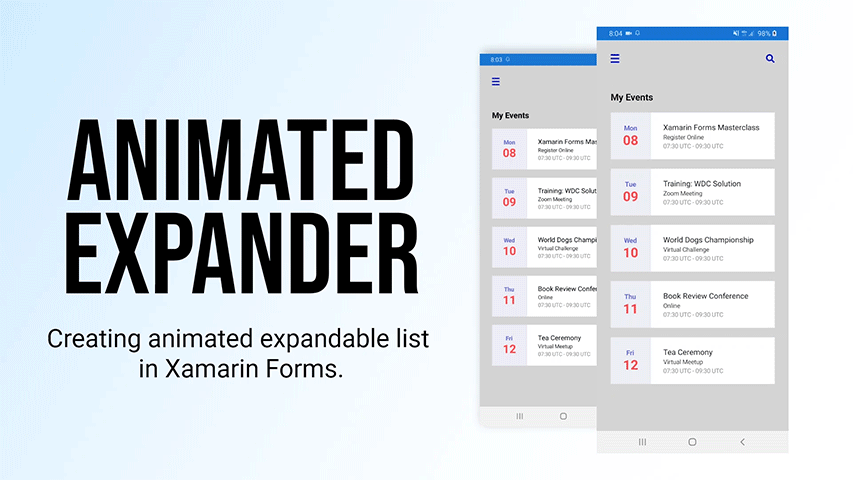 ANIMATED
EXPANDER
Creating animated expandable list
in Xamarin Forms.
8:03
My Events
Mon
08
Xamarin Forms Mas
Register Online
07:30 UTC - 09:30 UTC
Tue
09
Training: WDC Solut
Zoom Meeting
07:30 UTC - 09:30 UTC
Wed
10
World Dogs Champi
Virtual Challenge
07:30 UTC - 09:30 UTC
Thu
11
Book Review Confe
Online
07:30 UTC - 09:30 UTC
Fri
12
Tea Ceremony
Virtual Meetup
07:30 UTC - 09:30 UTC
8:04
98%
My Events
Mon
08
Xamarin Forms Masterclass
Register Online
07:30 UTC - 09:30 UTC
Tue
09
Training: WDC Solution
Zoom Meeting
07:30 UTC - 09:30 UTC
Wed
10
World Dogs Championship
Virtual Challenge
07:30 UTC - 09:30 UTC
Thu
11
Book Review Conference
Online
07:30 UTC - 09:30 UTC
Fri
12
Tea Ceremony
Virtual Meetup
07:30 UTC - 09:30 UTC